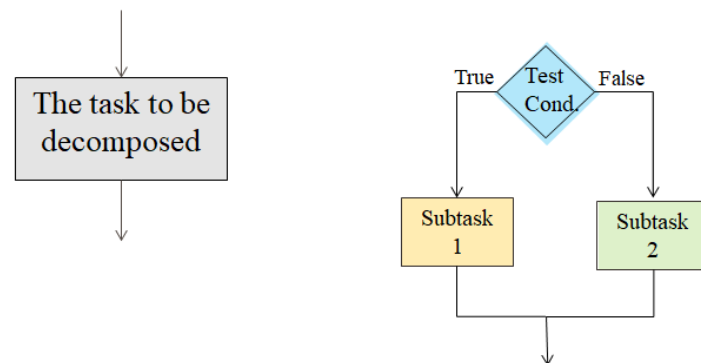 The task to be
decomposed
True
Test
Cond.
False
Subtask
1
Subtask
2